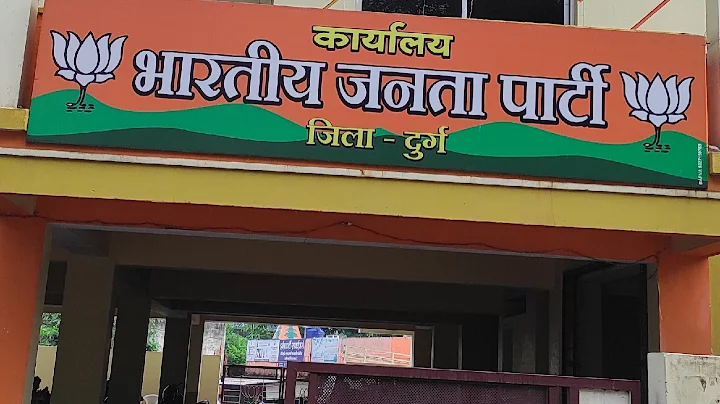 कार्यालय
भारतीय जनता पार्टी
जिला - दुर्ग